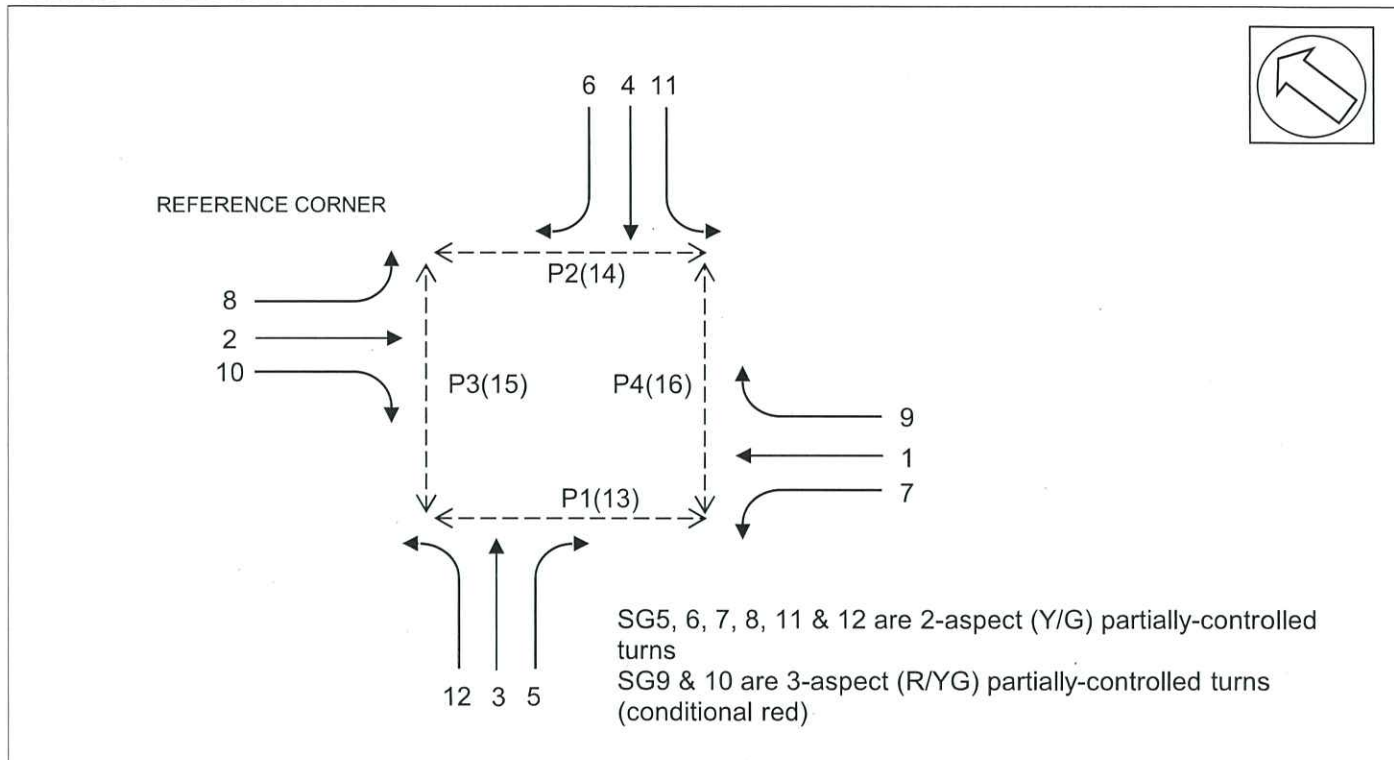 6 4 11
REFERENCE CORNER
P2(14)
8
2
10
P3(15)
P4(16)
9
1
7
P1(13)
SG5, 6, 7, 8, 11 & 12 are 2-aspect (Y/G) partially-controlled
turns
SG9 & 10 are 3-aspect (R/YG) partially-controlled turns
(conditional red)
12 3 5